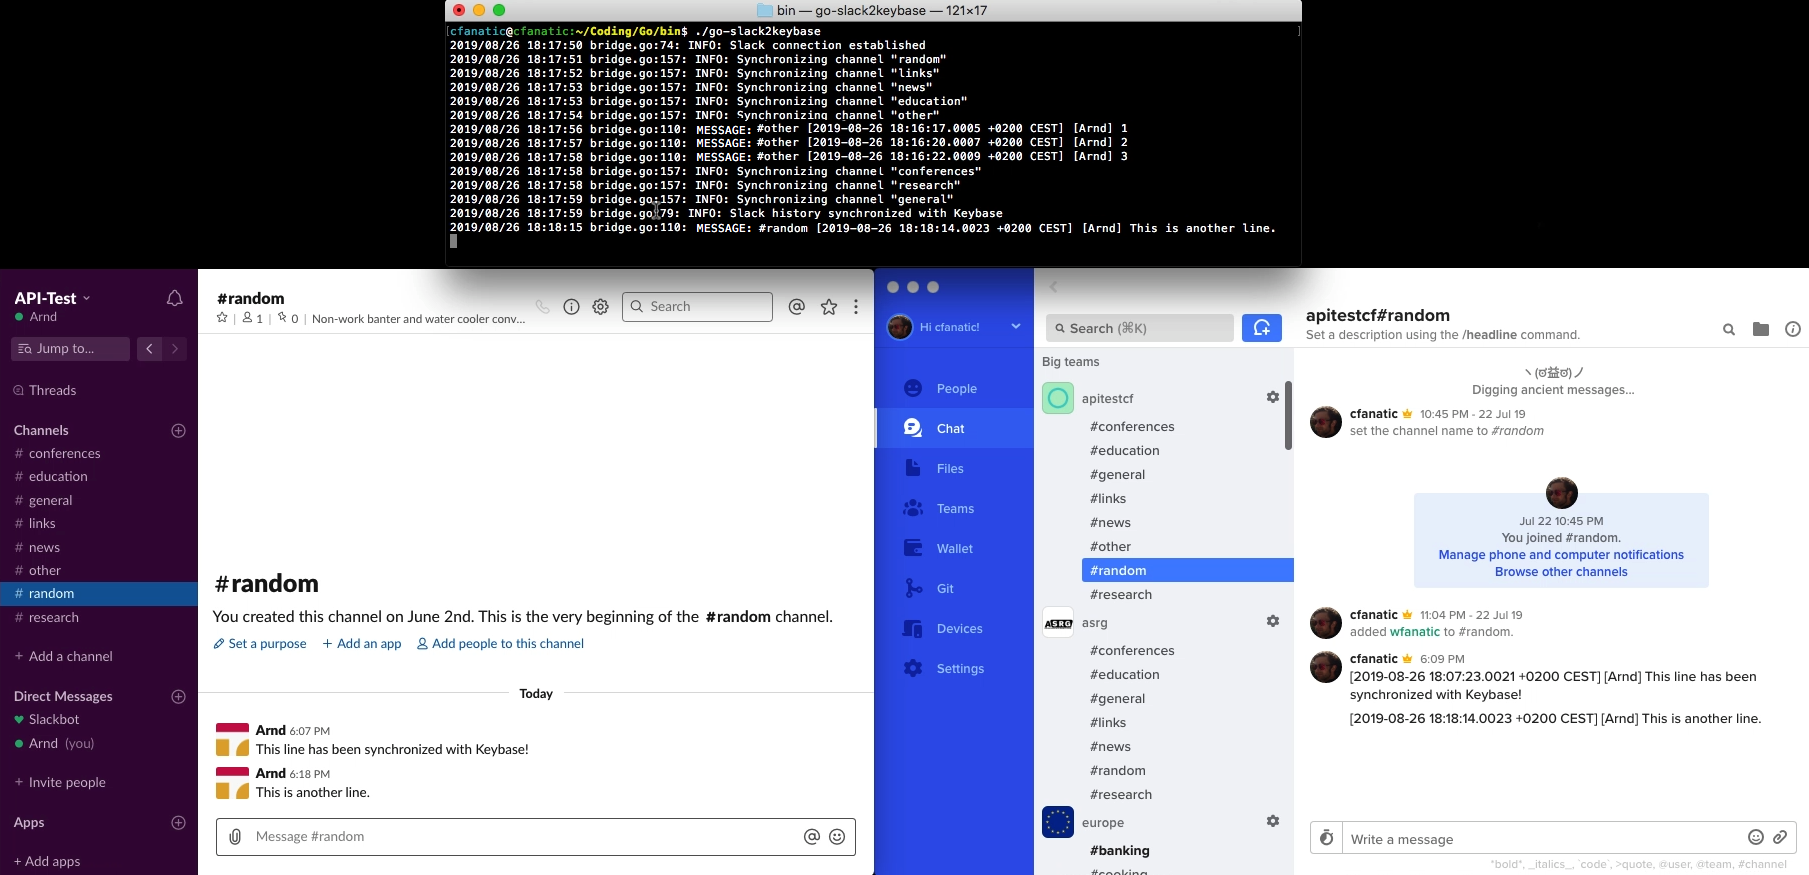 bin — go-slack2keybase — 121×17
[cfanatic@cfanatic:~/Coding/Go/bin$ ./go-slack2keybase ]
2019/08/26 18:17:50 bridge.go:74: INFO: Slack connection established
2019/08/26 18:17:51 bridge.go:157: INFO: Synchronizing channel "random"
2019/08/26 18:17:52 bridge.go:157: INFO: Synchronizing channel "links"
2019/08/26 18:17:53 bridge.go:157: INFO: Synchronizing channel "news"
2019/08/26 18:17:53 bridge.go:157: INFO: Synchronizing channel "education"
2019/08/26 18:17:54 bridge.go:157: INFO: Synchronizing channel "other"
2019/08/26 18:17:56 bridge.go:110: MESSAGE: #other [2019-08-26 18:16:17.0005 +0200 CEST] [Arnd] 1
2019/08/26 18:17:57 bridge.go:110: MESSAGE: #other [2019-08-26 18:16:20.0007 +0200 CEST] [Arnd] 2
2019/08/26 18:17:58 bridge.go:110: MESSAGE: #other [2019-08-26 18:16:22.0009 +0200 CEST] [Arnd] 3
2019/08/26 18:17:58 bridge.go:157: INFO: Synchronizing channel "conferences"
2019/08/26 18:17:58 bridge.go:157: INFO: Synchronizing channel "research"
2019/08/26 18:17:59 bridge.go:157: INFO: Synchronizing channel "general"
2019/08/26 18:17:59 bridge.go:79: INFO: Slack history synchronized with Keybase
2019/08/26 18:18:15 bridge.go:110: MESSAGE: #random [2019-08-26 18:18:14.0023 +0200 CEST] [Arnd] This is another line.
API-Test
Arnd
Jump to...
Threads
Channels
# conferences
# education
# general
# links
# news
# other
# random
# research
+ Add a channel
Direct Messages
Slackbot
Arnd (you)
+ Invite people
Apps
+ Add apps
#random
1 | 0 | Non-work banter and water cooler conv...
Search
#random
You created this channel on June 2nd. This is the very beginning of the #random channel.
Set a purpose + Add an app Add people to this channel
Today
Arnd 6:07 PM
This line has been synchronized with Keybase!
Arnd 6:18 PM
This is another line.
Message #random
Hi cfanatic!
People
Chat
Files
Teams
Wallet
Git
Devices
Settings
Search (⌘K)
Big teams
apitestcf
#conferences
#education
#general
#links
#news
#other
#random
#research
ASRG
asrg
#conferences
#education
#general
#links
#news
#random
#research
europe
#banking
#cooking
apitestcf#random
Set a description using the /headline command.
ヽ(ಠ益ಠ)ノ
Digging ancient messages...
cfanatic 10:45 PM - 22 Jul 19
set the channel name to #random
Jul 22 10:45 PM
You joined #random.
Manage phone and computer notifications
Browse other channels
cfanatic 11:04 PM - 22 Jul 19
added wfanatic to #random.
cfanatic 6:09 PM
[2019-08-26 18:07:23.0021 +0200 CEST] [Arnd] This line has been
synchronized with Keybase!
[2019-08-26 18:18:14.0023 +0200 CEST] [Arnd] This is another line.
Write a message
*bold*, _italics_, `code`, >quote, @user, @team, #channel